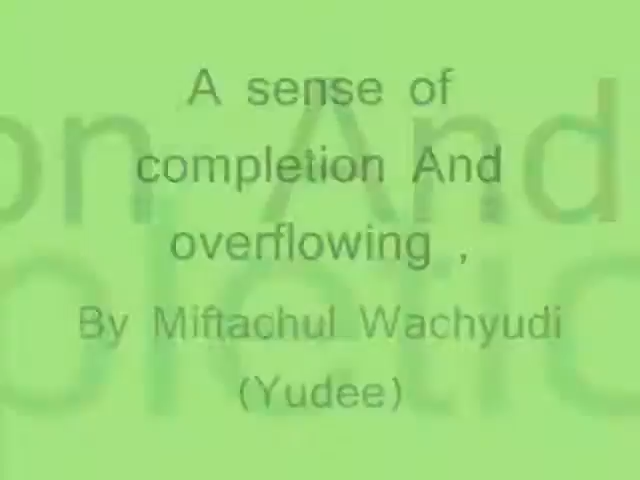 A sense of
completion And
overflowing ,
By Miftachul Wachyudi
(Yudee)